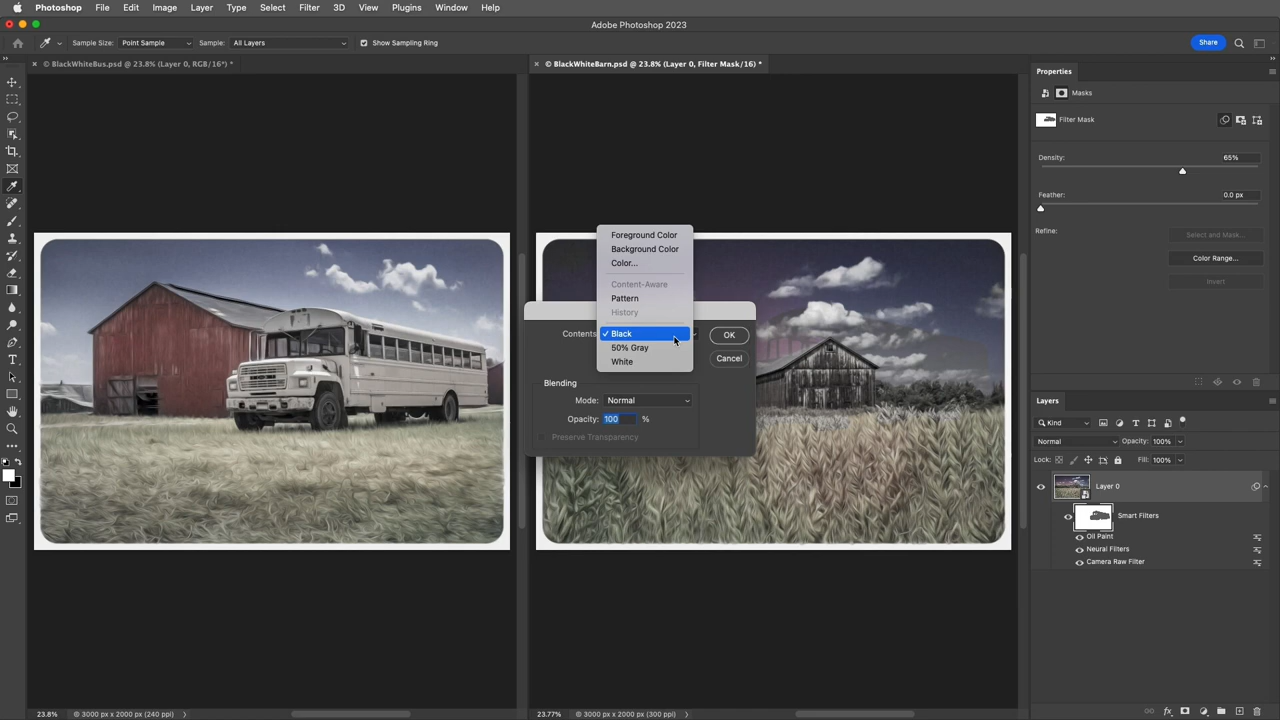 Photoshop File Edit Image Layer Type Select Filter 3D View Plugins Window Help
Adobe Photoshop 2023
Sample Size: Point Sample Sample: All Layers Show Sampling Ring Share
© BlackWhiteBus.psd @ 23.8% (Layer 0, RGB/16*) *
© BlackWhiteBarn.psd @ 23.8% (Layer 0, Filter Mask/16) *
Properties
Masks
Filter Mask
Density: 65%
Feather: 0.0 px
Refine: Select and Mask...
Color Range...
Invert
Foreground Color
Background Color
Color...
Content-Aware
Pattern
History
Contents
✓ Black
50% Gray
White
OK
Cancel
Blending
Mode: Normal
Opacity: 100 %
Preserve Transparency
Layers
Kind
Normal Opacity: 100%
Lock: Fill: 100%
Layer 0
Smart Filters
Oil Paint
Neural Filters
Camera Raw Filter
23.8% © 3000 px x 2000 px (240 ppi)
23.77% © 3000 px x 2000 px (300 ppi)